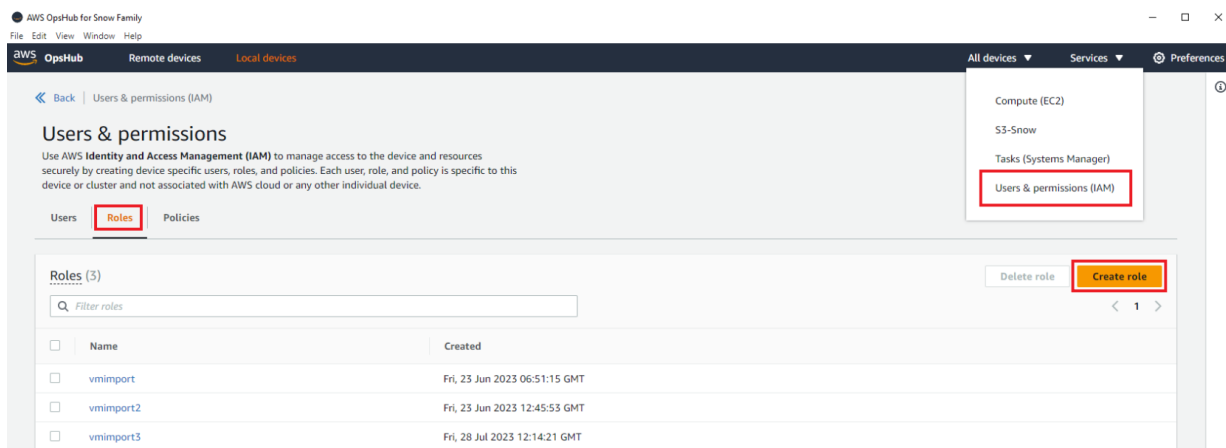 AWS OpsHub for Snow Family
File Edit View Window Help
aws OpsHub Remote devices Local devices All devices Services Preferences
Back | Users & permissions (IAM)
Compute (EC2)
S3-Snow
Tasks (Systems Manager)
Users & permissions (IAM)
Users & permissions
Use AWS Identity and Access Management (IAM) to manage access to the device and resources
securely by creating device specific users, roles, and policies. Each user, role, and policy is specific to this
device or cluster and not associated with AWS cloud or any other individual device.
Users Roles Policies
Roles (3) Delete role Create role
Filter roles 1
Name Created
vmimport Fri, 23 Jun 2023 06:51:15 GMT
vmimport2 Fri, 23 Jun 2023 12:45:53 GMT
vmimport3 Fri, 28 Jul 2023 12:14:21 GMT